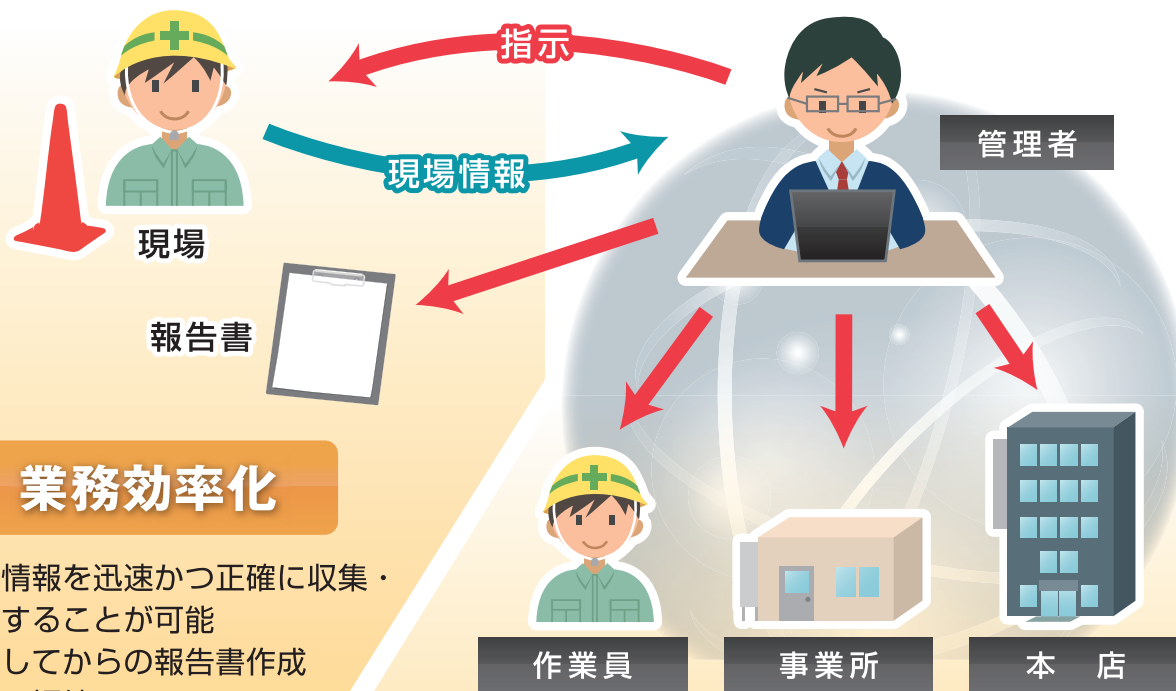 指示
管理者
現場情報
現場
報告書
業務効率化
情報を迅速かつ正確に収集・
することが可能
してからの報告書作成
作業員
事業所
本　店